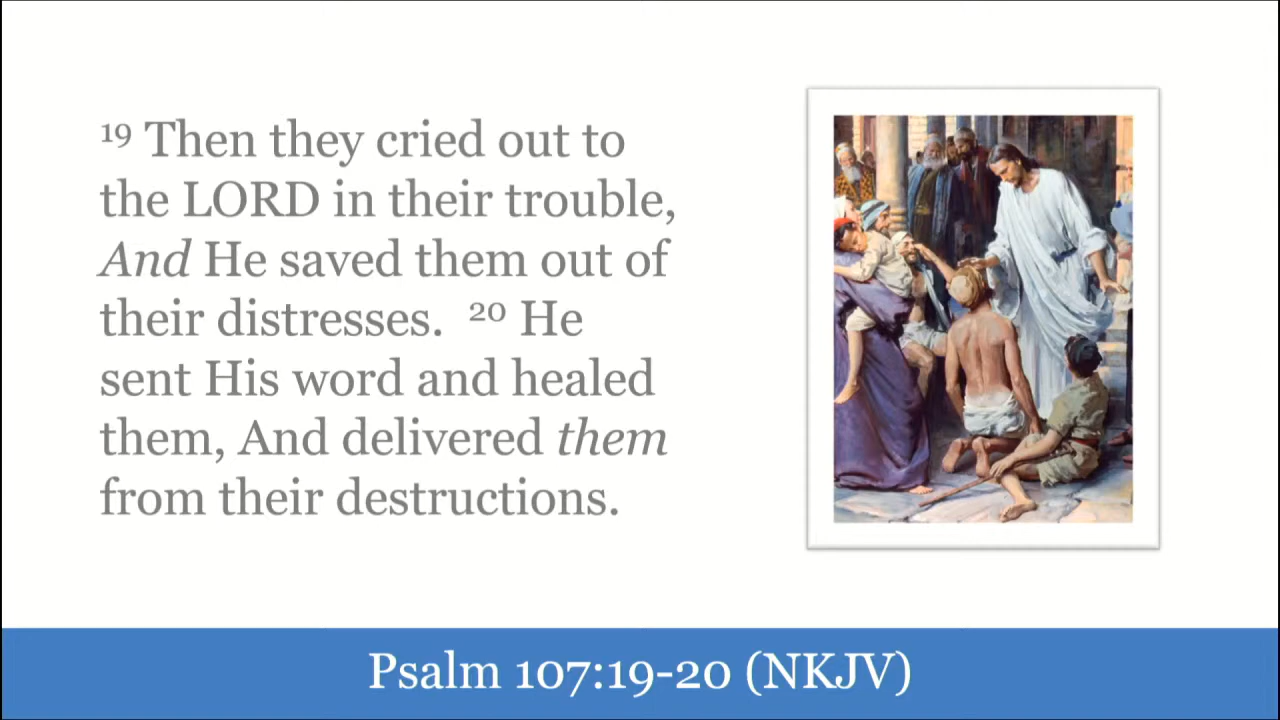 19 Then they cried out to
the LORD in their trouble,
And He saved them out of
their distresses.  20 He
sent His word and healed
them, And delivered them
from their destructions.
Psalm 107:19-20 (NKJV)